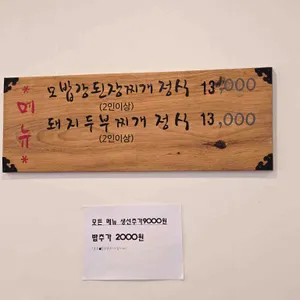 *메뉴*
모밥강된장찌개 정식 13,000
(2인이상)
돼지두부찌개 정식 13,000
(2인이상)
모든 메뉴 생선추가9000원
밥추가 2000원